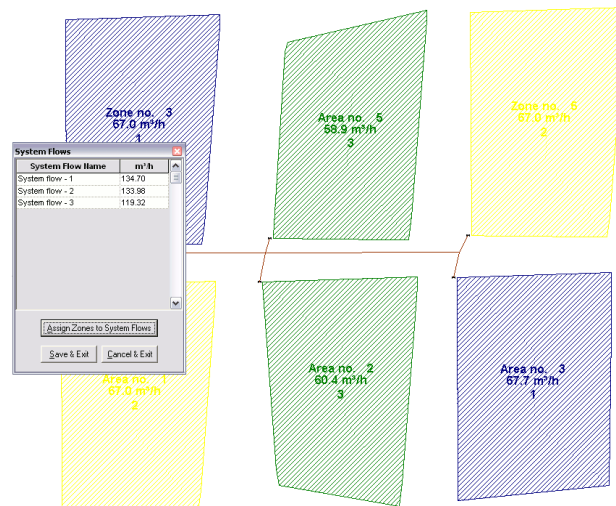 Zone no. 3
67.0 m³/h
1
Area no. 5
58.9 m³/h
3
Zone no. 5
67.0 m³/h
2
System Flows
System Flow Name m³/h
System flow - 1 134.70
System flow - 2 133.98
System flow - 3 119.32
Assign Zones to System Flows
Save & Exit Cancel & Exit
Area no. 1
67.0 m³/h
2
Area no. 2
60.4 m³/h
3
Area no. 3
67.7 m³/h
1